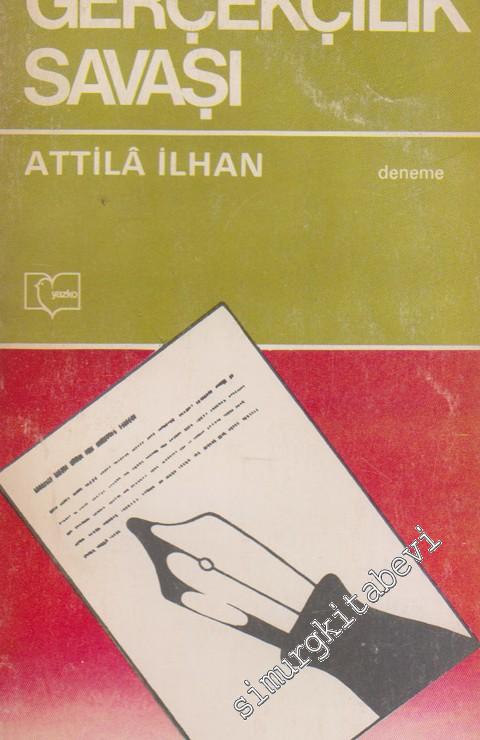 GERÇEKÇİLİK
SAVAŞI
ATTİLÂ İLHAN
deneme
yazko
simurgkitabevi